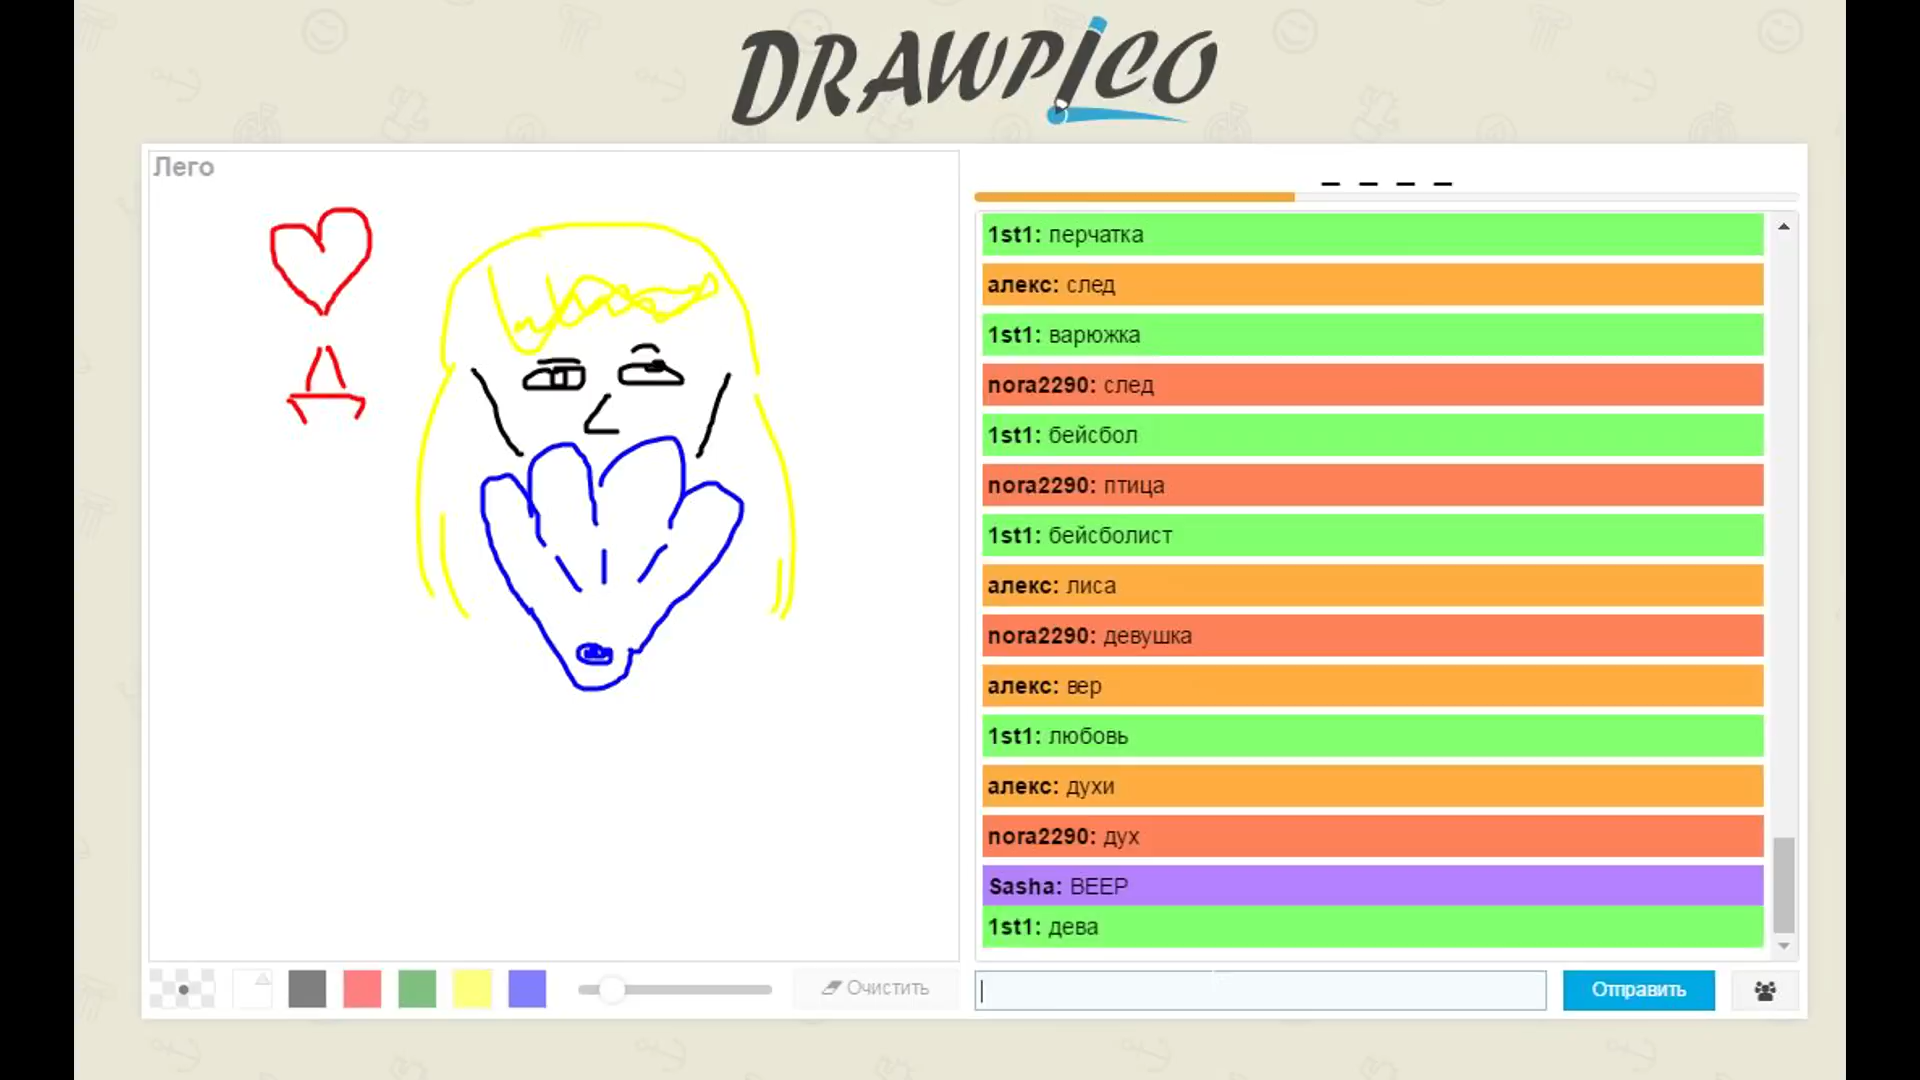 DRAWPICO
Лего
Д
_ _ _ _
1st1: перчатка
алекс: след
1st1: варюжка
nora2290: след
1st1: бейсбол
nora2290: птица
1st1: бейсболист
алекс: лиса
nora2290: девушка
алекс: вер
1st1: любовь
алекс: духи
nora2290: дух
Sasha: ВЕЕР
1st1: дева
Очистить
Отправить